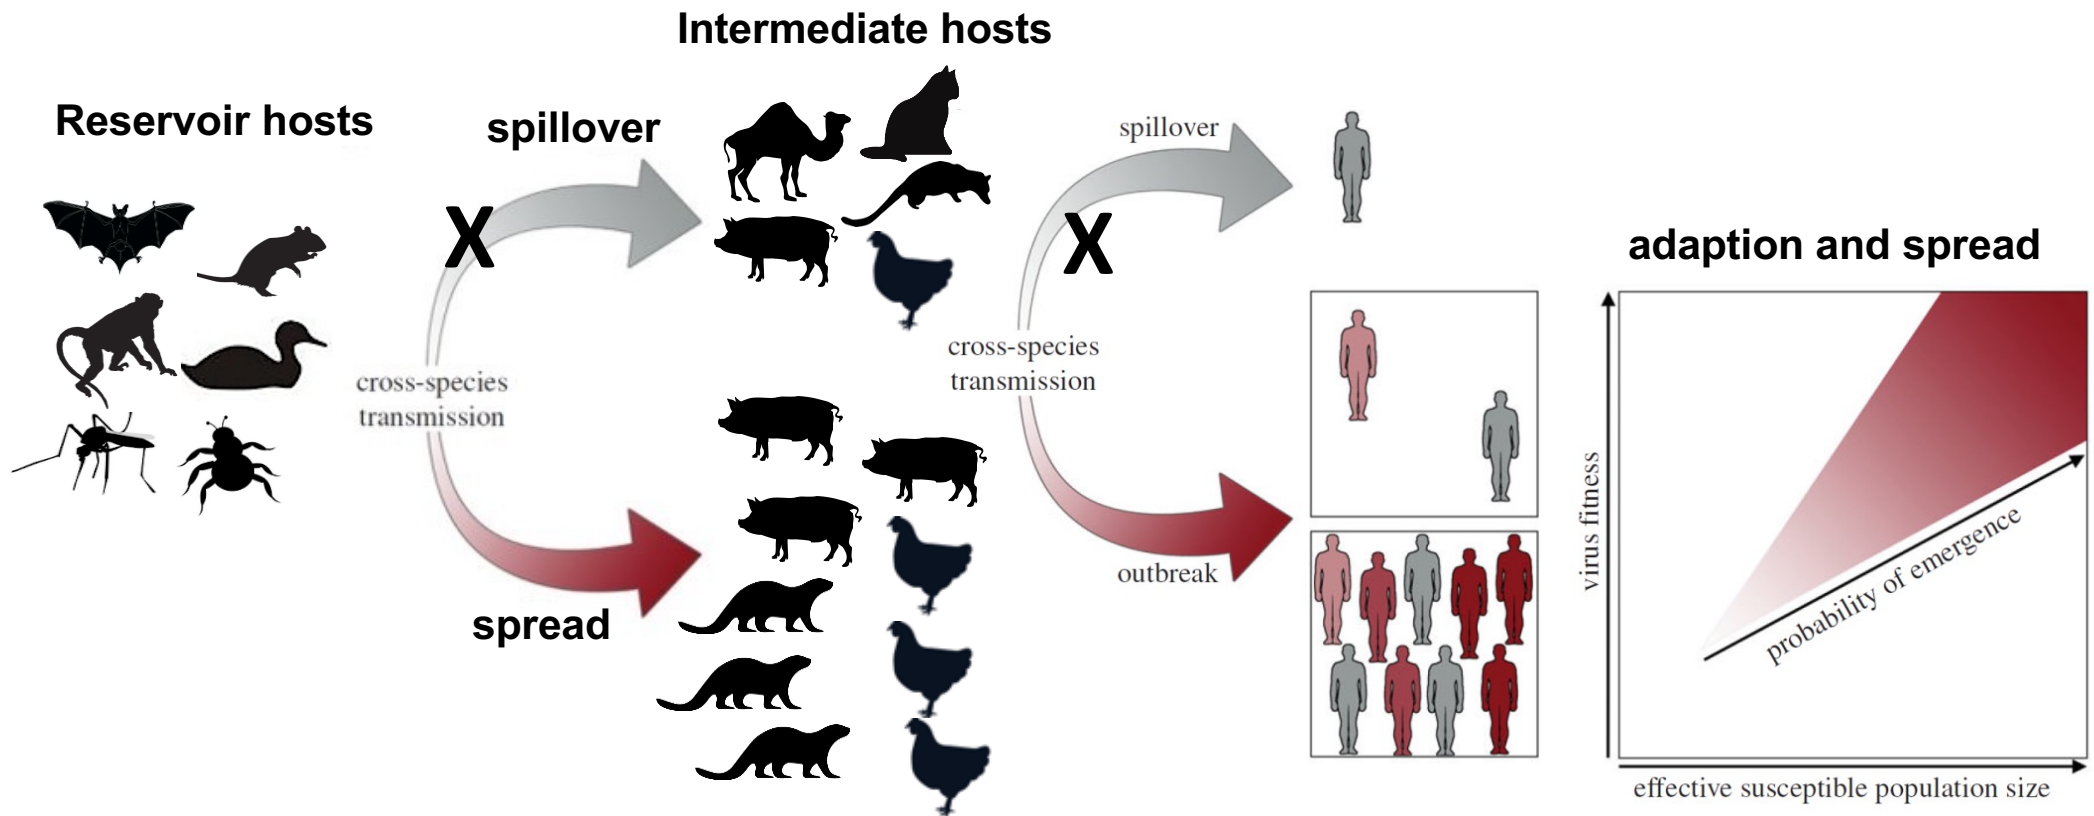 Intermediate hosts
Reservoir hosts
spillover
X
cross-species
transmission
spread
spillover
X
cross-species
transmission
outbreak
adaption and spread
virus fitness
probability of emergence
effective susceptible population size